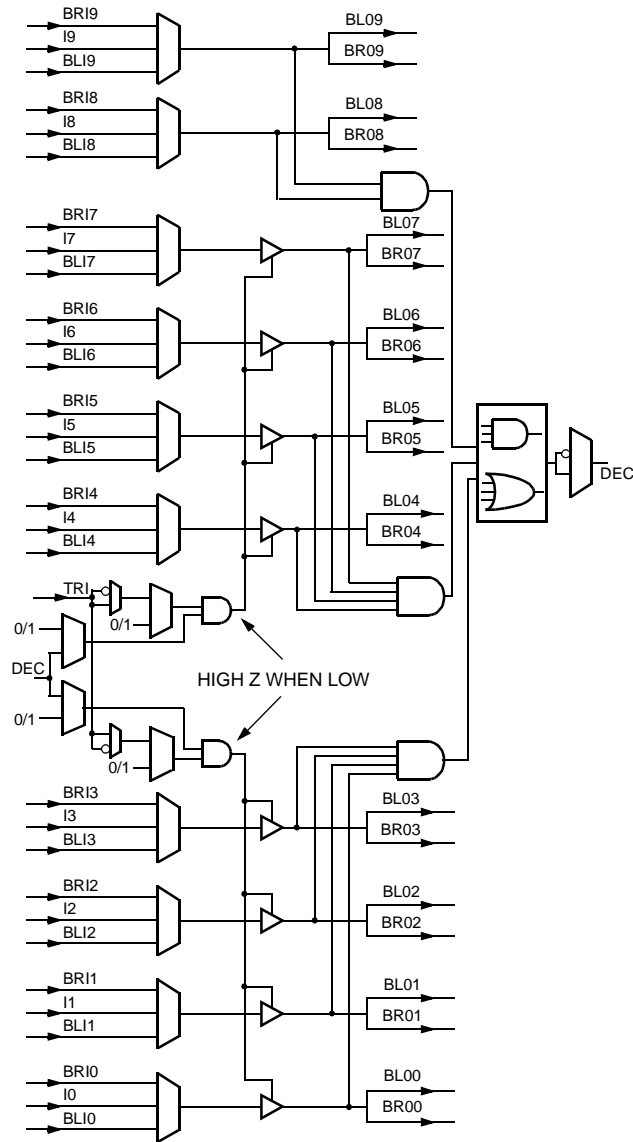 BRI9
I9
BLI9
BL09
BR09
BRI8
I8
BLI8
BL08
BR08
BRI7
I7
BLI7
BL07
BR07
BRI6
I6
BLI6
BL06
BR06
BRI5
I5
BLI5
BL05
BR05
BRI4
I4
BLI4
BL04
BR04
DEC
TRI
0/1
0/1
DEC
0/1
0/1
HIGH Z WHEN LOW
BRI3
I3
BLI3
BL03
BR03
BRI2
I2
BLI2
BL02
BR02
BRI1
I1
BLI1
BL01
BR01
BRI0
I0
BLI0
BL00
BR00